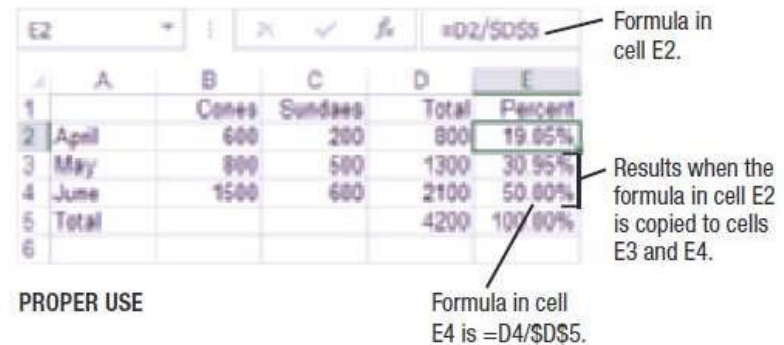 E2 fx =D2/$D$5
Formula in
cell E2.
A B C D E
1 Cones Sundaes Total Percent
2 April 600 200 800 19.05%
3 May 800 500 1300 30.95%
4 June 1500 600 2100 50.00%
5 Total 4200 100.00%
6
Results when the
formula in cell E2
is copied to cells
E3 and E4.
PROPER USE
Formula in cell
E4 is =D4/$D$5.